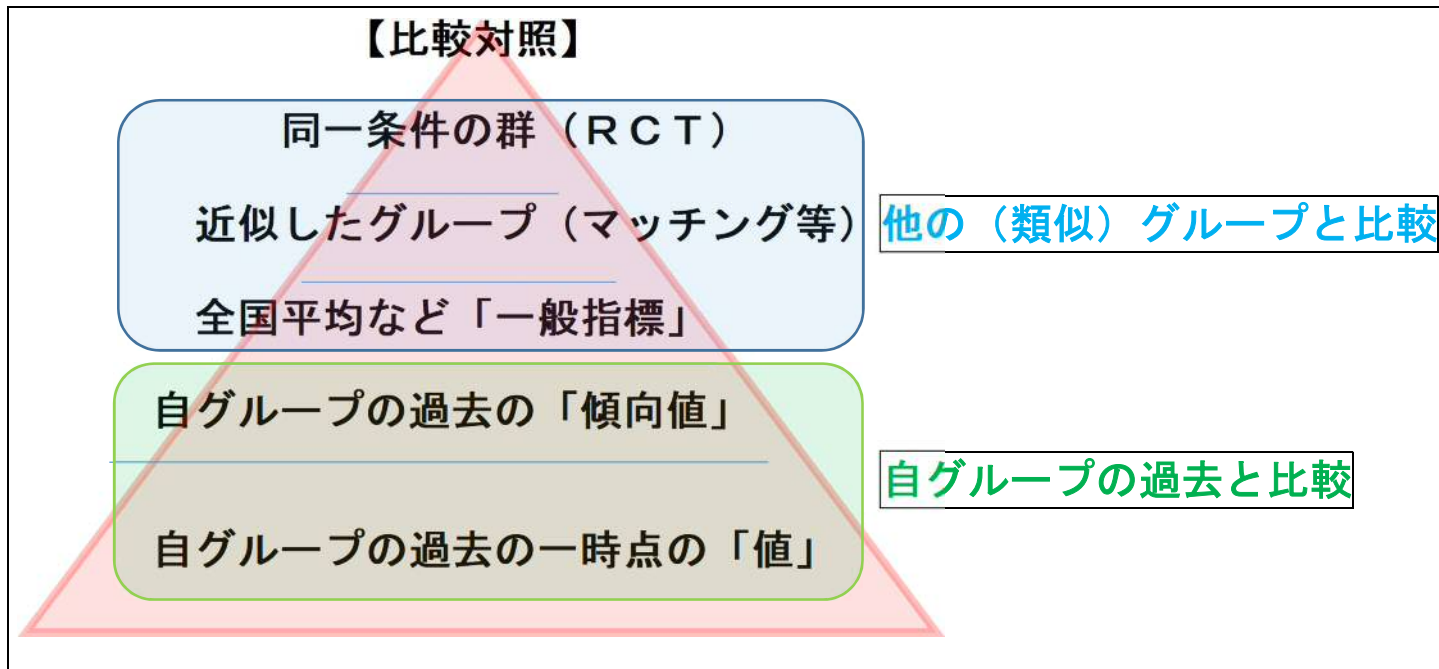 【比較対照】
同一条件の群（ＲＣＴ）
近似したグループ（マッチング等）
他の（類似）グループと比較
全国平均など「一般指標」
自グループの過去の「傾向値」
自グループの過去と比較
自グループの過去の一時点の「値」